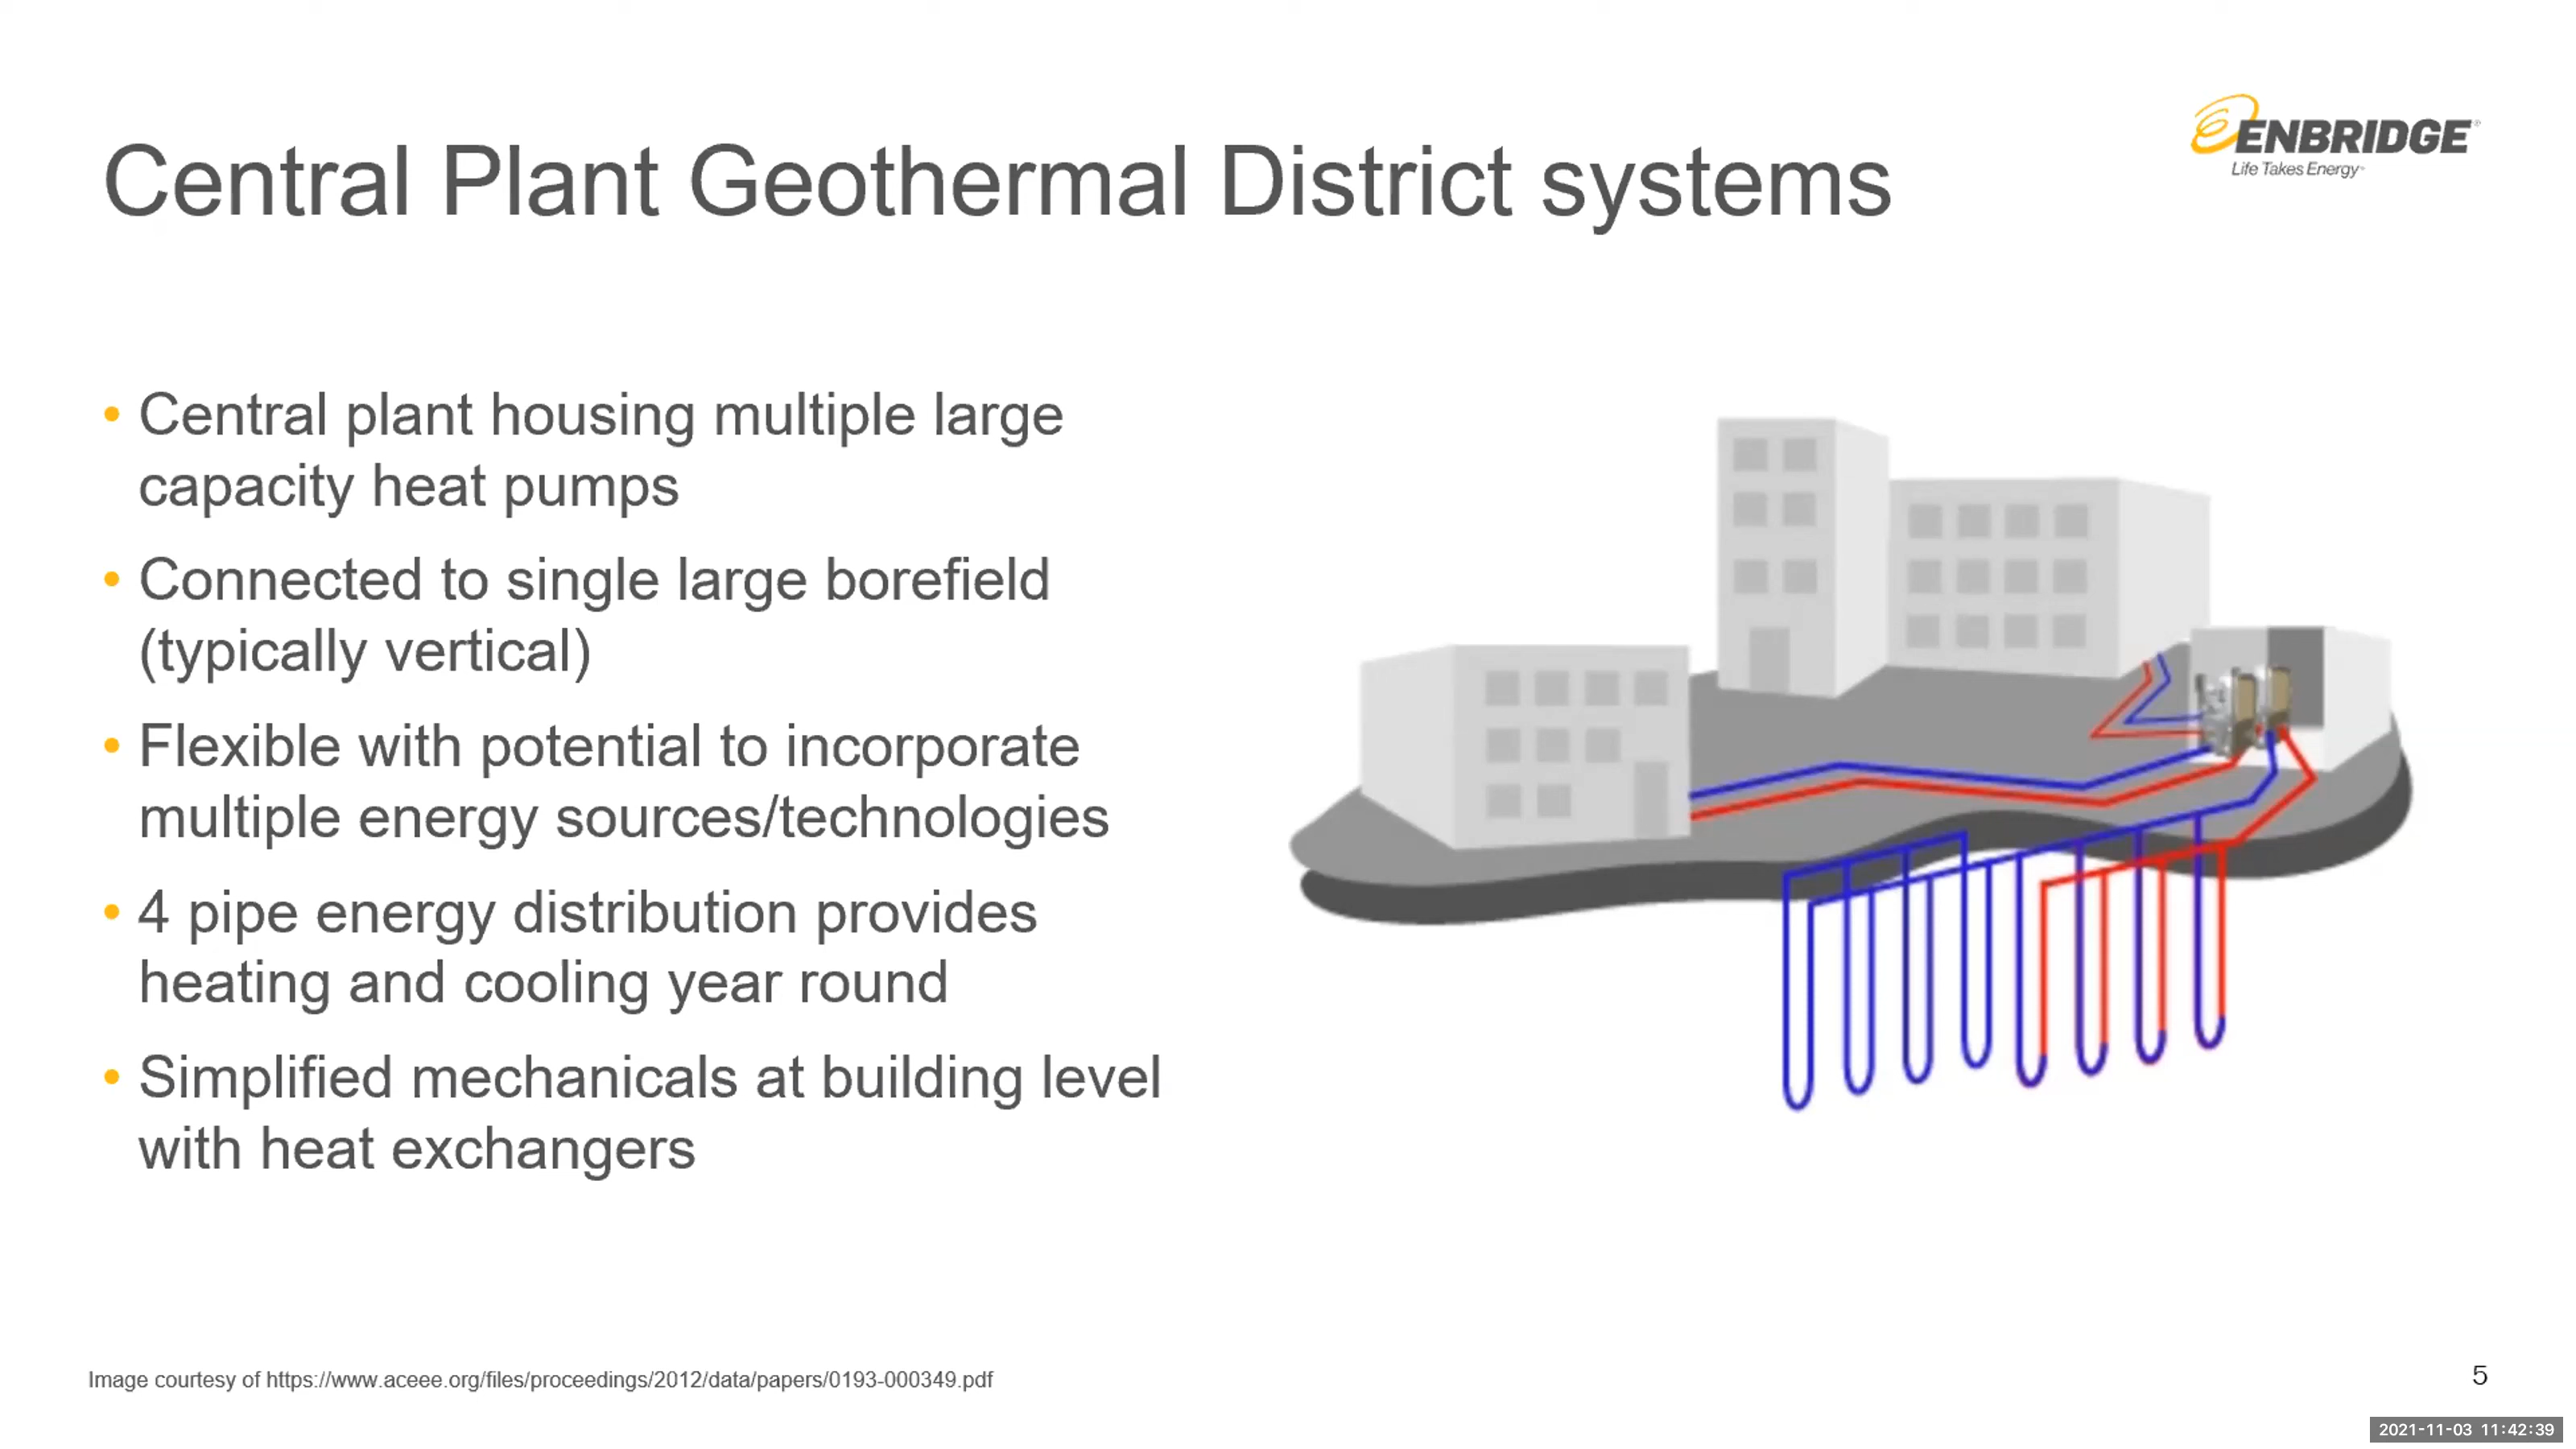 ENBRIDGE®
Life Takes Energy™
Central Plant Geothermal District systems
• Central plant housing multiple large
capacity heat pumps
• Connected to single large borefield
(typically vertical)
• Flexible with potential to incorporate
multiple energy sources/technologies
• 4 pipe energy distribution provides
heating and cooling year round
• Simplified mechanicals at building level
with heat exchangers
Image courtesy of https://www.aceee.org/files/proceedings/2012/data/papers/0193-000349.pdf
5
2021-11-03 11:42:39